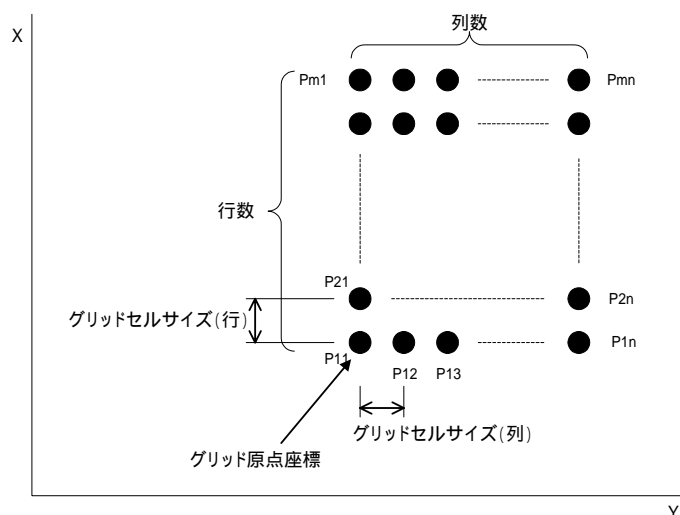 列数
X
Pm1
Pmn
行数
P21
P2n
グリッドセルサイズ(行)
P11
P1n
P12
P13
グリッドセルサイズ(列)
グリッド原点座標
Y